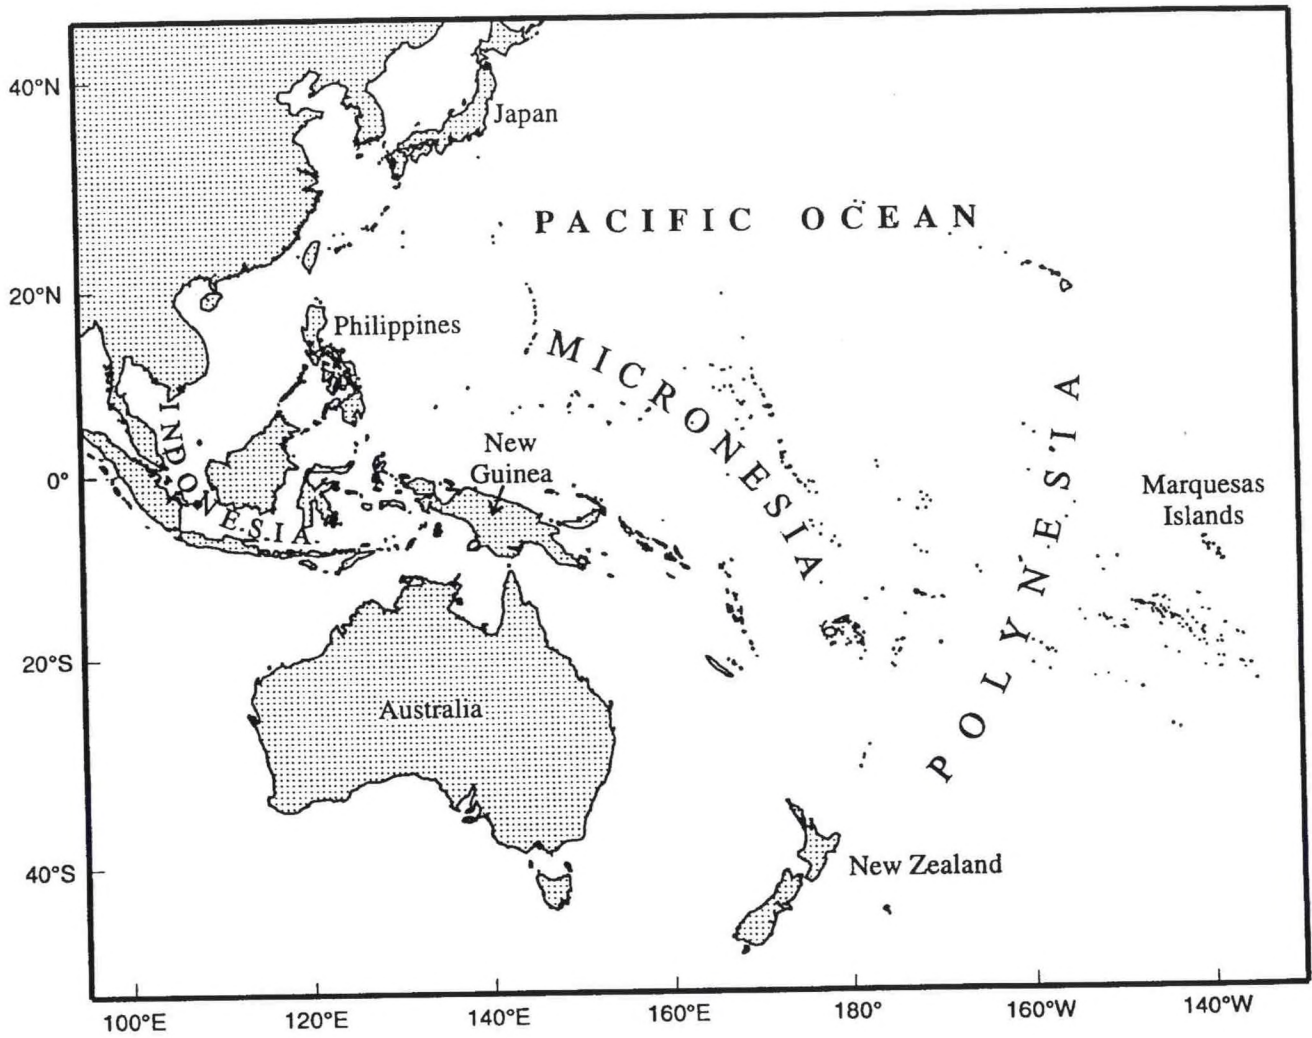 40°N
Japan
PACIFIC OCEAN
20°N
Philippines
MICRONESIA
INDONESIA
New
Guinea
0°
POLYNESIA
Marquesas
Islands
20°S
Australia
New Zealand
40°S
100°E
120°E
140°E
160°E
180°
160°W
140°W